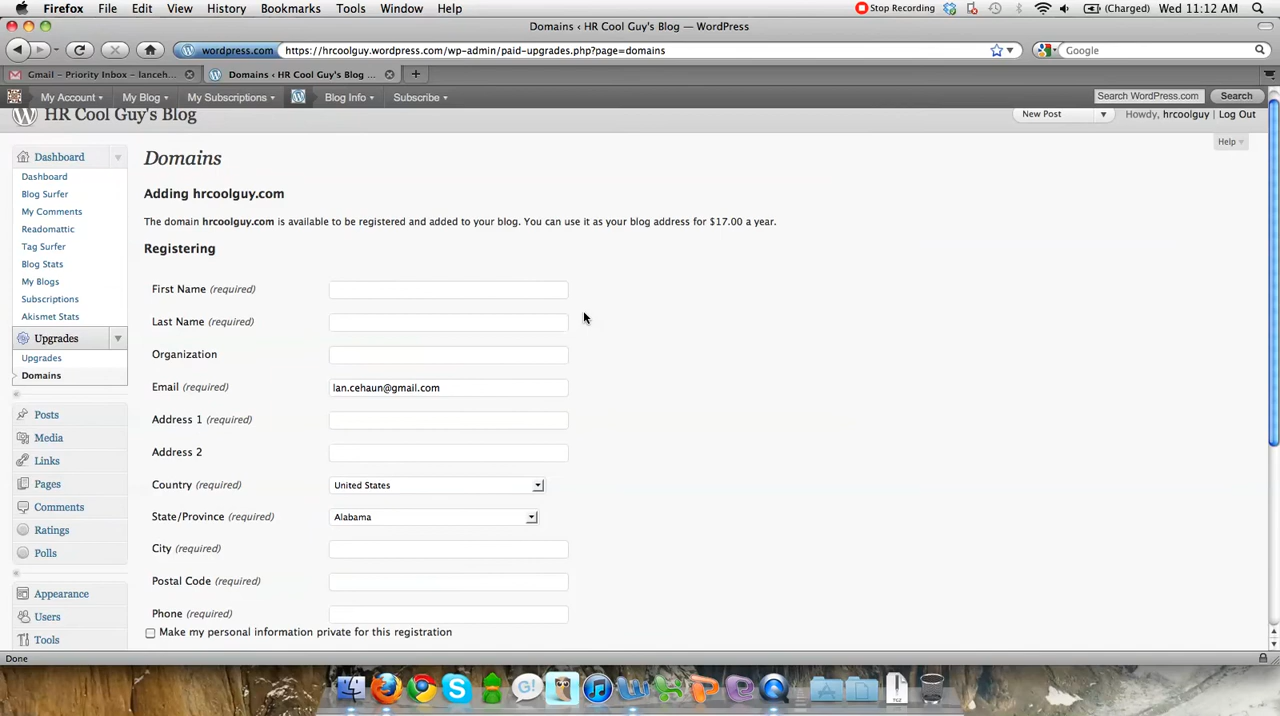 Firefox File Edit View History Bookmarks Tools Window Help Stop Recording (Charged) Wed 11:12 AM
Domains ‹ HR Cool Guy's Blog — WordPress
wordpress.com https://hrcoolguy.wordpress.com/wp-admin/paid-upgrades.php?page=domains Google
Gmail – Priority Inbox – lanceh... Domains ‹ HR Cool Guy's Blog ... +
My Account My Blog My Subscriptions Blog Info Subscribe Search WordPress.com Search
HR Cool Guy's Blog New Post Howdy, hrcoolguy | Log Out
Help
Dashboard
Dashboard
Blog Surfer
My Comments
Readomattic
Tag Surfer
Blog Stats
My Blogs
Subscriptions
Akismet Stats
Upgrades
Upgrades
Domains
Posts
Media
Links
Pages
Comments
Ratings
Polls
Appearance
Users
Tools
Domains
Adding hrcoolguy.com
The domain hrcoolguy.com is available to be registered and added to your blog. You can use it as your blog address for $17.00 a year.
Registering
First Name (required)
Last Name (required)
Organization
Email (required) lan.cehaun@gmail.com
Address 1 (required)
Address 2
Country (required) United States
State/Province (required) Alabama
City (required)
Postal Code (required)
Phone (required)
Make my personal information private for this registration
Done